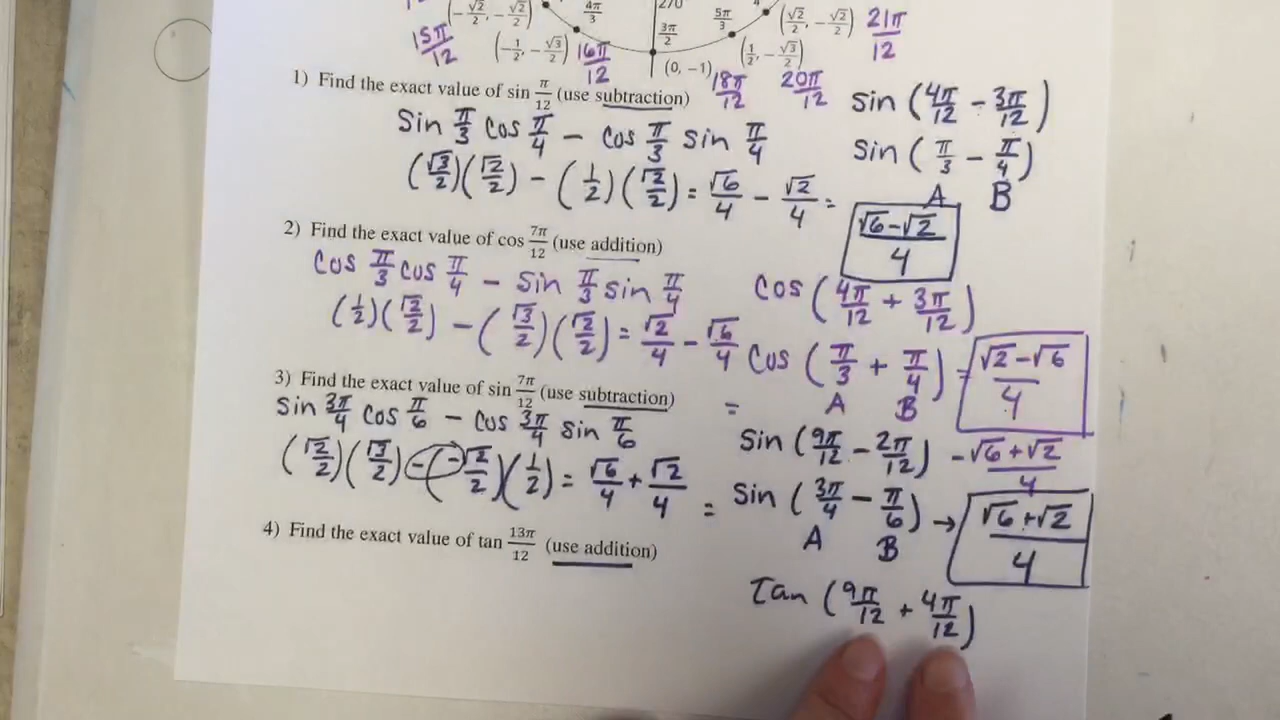 (-√2/2, -√2/2) 4π/3 270 3π/2 5π/3 (√2/2, -√2/2) 21π/12
15π/12 (-1/2, -√3/2) 16π/12 (0, -1) (1/2, -√3/2)
18π/12 20π/12
1) Find the exact value of sin π/12 (use subtraction)
sin (4π/12 - 3π/12)
sin π/3 cos π/4 - cos π/3 sin π/4
sin (π/3 - π/4)
A B
(√3/2)(√2/2) - (1/2)(√2/2) = √6/4 - √2/4 =
√6-√2/4
2) Find the exact value of cos 7π/12 (use addition)
cos π/3 cos π/4 - sin π/3 sin π/4
cos (4π/12 + 3π/12)
(1/2)(√2/2) - (√3/2)(√2/2) = √2/4 - √6/4
cos (π/3 + π/4) = √2-√6/4
A B
=
-√6+√2/4
3) Find the exact value of sin 7π/12 (use subtraction)
sin 3π/4 cos π/6 - cos 3π/4 sin π/6
sin (9π/12 - 2π/12)
(√2/2)(√3/2) - (-√2/2)(1/2) = √6/4 + √2/4
= sin (3π/4 - π/6) → √6+√2/4
A B
4) Find the exact value of tan 13π/12 (use addition)
Tan (9π/12 + 4π/12)